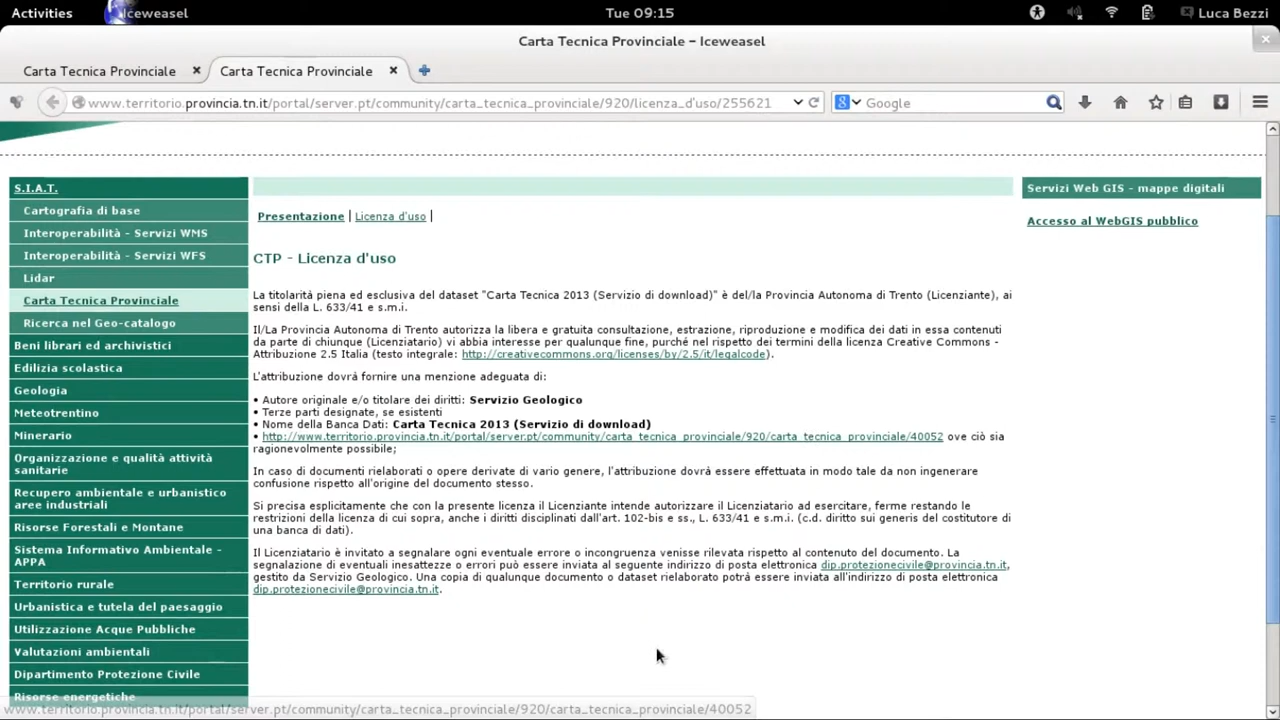 Activities Iceweasel Tue 09:15 Luca Bezzi
Carta Tecnica Provinciale - Iceweasel
Carta Tecnica Provinciale Carta Tecnica Provinciale
www.territorio.provincia.tn.it/portal/server.pt/community/carta_tecnica_provinciale/920/licenza_d'uso/255621 Google
S.I.A.T.
Cartografia di base
Interoperabilità - Servizi WMS
Interoperabilità - Servizi WFS
Lidar
Carta Tecnica Provinciale
Ricerca nel Geo-catalogo
Beni librari ed archivistici
Edilizia scolastica
Geologia
Meteotrentino
Minerario
Organizzazione e qualità attività
sanitarie
Recupero ambientale e urbanistico
aree industriali
Risorse Forestali e Montane
Sistema Informativo Ambientale -
APPA
Territorio rurale
Urbanistica e tutela del paesaggio
Utilizzazione Acque Pubbliche
Valutazioni ambientali
Dipartimento Protezione Civile
Risorse energetiche
Presentazione | Licenza d'uso |
CTP - Licenza d'uso
La titolarità piena ed esclusiva del dataset "Carta Tecnica 2013 (Servizio di download)" è del/la Provincia Autonoma di Trento (Licenziante), ai
sensi della L. 633/41 e s.m.i.
Il/La Provincia Autonoma di Trento autorizza la libera e gratuita consultazione, estrazione, riproduzione e modifica dei dati in essa contenuti
da parte di chiunque (Licenziatario) vi abbia interesse per qualunque fine, purché nel rispetto dei termini della licenza Creative Commons -
Attribuzione 2.5 Italia (testo integrale: http://creativecommons.org/licenses/by/2.5/it/legalcode).
L'attribuzione dovrà fornire una menzione adeguata di:
• Autore originale e/o titolare dei diritti: Servizio Geologico
• Terze parti designate, se esistenti
• Nome della Banca Dati: Carta Tecnica 2013 (Servizio di download)
• http://www.territorio.provincia.tn.it/portal/server.pt/community/carta_tecnica_provinciale/920/carta_tecnica_provinciale/40052 ove ciò sia
ragionevolmente possibile;
In caso di documenti rielaborati o opere derivate di vario genere, l'attribuzione dovrà essere effettuata in modo tale da non ingenerare
confusione rispetto all'origine del documento stesso.
Si precisa esplicitamente che con la presente licenza il Licenziante intende autorizzare il Licenziatario ad esercitare, ferme restando le
restrizioni della licenza di cui sopra, anche i diritti disciplinati dall'art. 102-bis e ss., L. 633/41 e s.m.i. (c.d. diritto sui generis del costitutore di
una banca di dati).
Il Licenziatario è invitato a segnalare ogni eventuale errore o incongruenza venisse rilevata rispetto al contenuto del documento. La
segnalazione di eventuali inesattezze o errori può essere inviata al seguente indirizzo di posta elettronica dip.protezionecivile@provincia.tn.it,
gestito da Servizio Geologico. Una copia di qualunque documento o dataset rielaborato potrà essere inviata all'indirizzo di posta elettronica
dip.protezionecivile@provincia.tn.it.
Servizi Web GIS - mappe digitali
Accesso al WebGIS pubblico
www.territorio.provincia.tn.it/portal/server.pt/community/carta_tecnica_provinciale/920/carta_tecnica_provinciale/40052